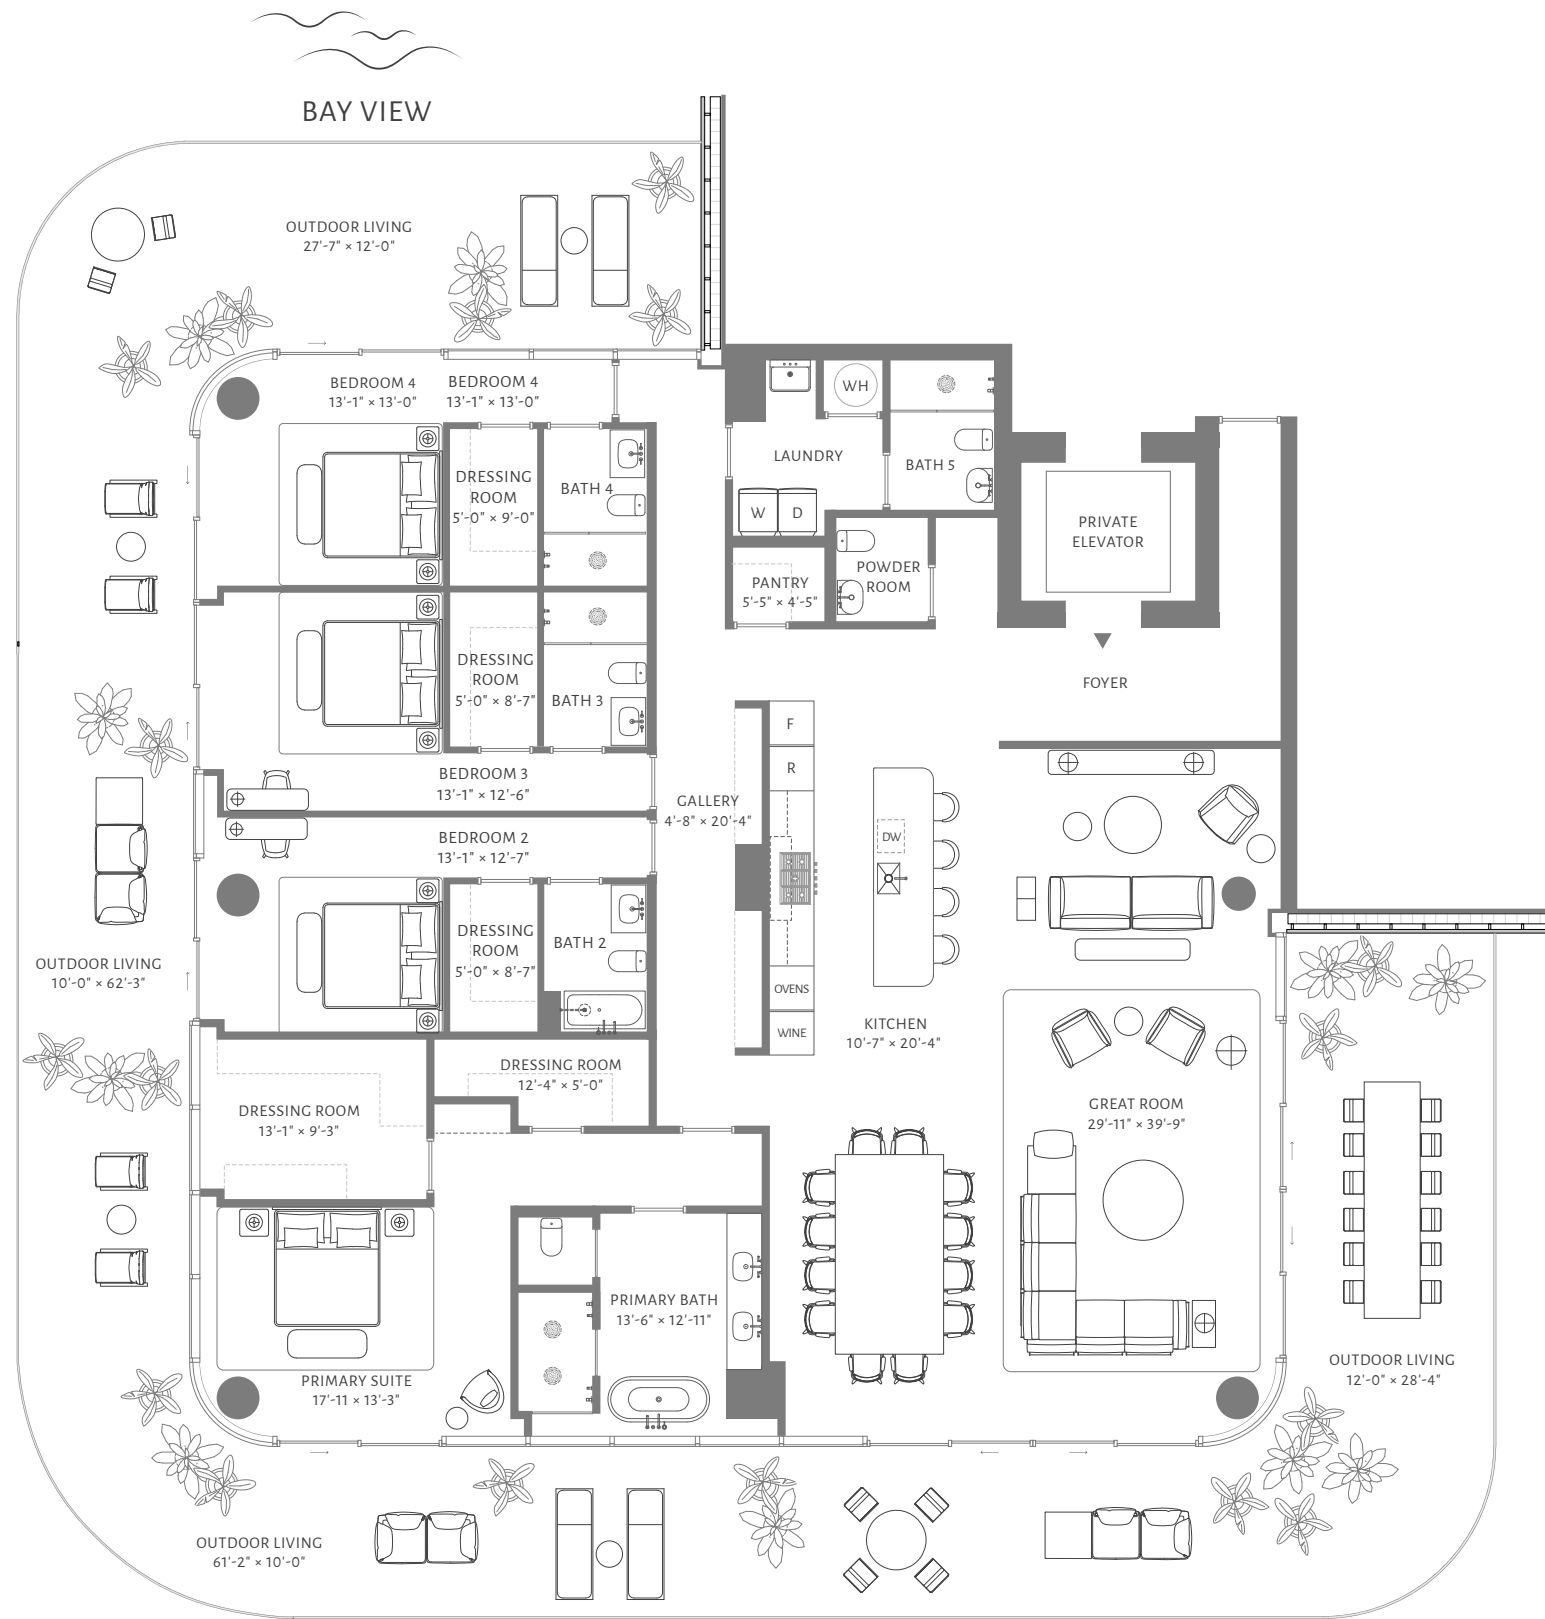 BAY VIEW
OUTDOOR LIVING
27'-7" × 12'-0"
BEDROOM 4
13'-1" × 13'-0"
BEDROOM 4
13'-1" × 13'-0"
WH
LAUNDRY
BATH 5
DRESSING
ROOM
5'-0" × 9'-0"
BATH 4
W
D
PRIVATE
ELEVATOR
PANTRY
5'-5" × 4'-5"
POWDER
ROOM
DRESSING
ROOM
5'-0" × 8'-7"
BATH 3
FOYER
F
R
BEDROOM 3
13'-1" × 12'-6"
GALLERY
4'-8" × 20'-4"
BEDROOM 2
13'-1" × 12'-7"
DW
DRESSING
ROOM
5'-0" × 8'-7"
BATH 2
OUTDOOR LIVING
10'-0" × 62'-3"
OVENS
WINE
KITCHEN
10'-7" × 20'-4"
DRESSING ROOM
12'-4" × 5'-0"
DRESSING ROOM
13'-1" × 9'-3"
GREAT ROOM
29'-11" × 39'-9"
PRIMARY BATH
13'-6" × 12'-11"
PRIMARY SUITE
17'-11 × 13'-3"
OUTDOOR LIVING
12'-0" × 28'-4"
OUTDOOR LIVING
61'-2" × 10'-0"